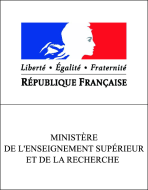 Liberté • Égalité • Fraternité
RÉPUBLIQUE FRANÇAISE
MINISTÈRE
DE L'ENSEIGNEMENT SUPÉRIEUR
ET DE LA RECHERCHE